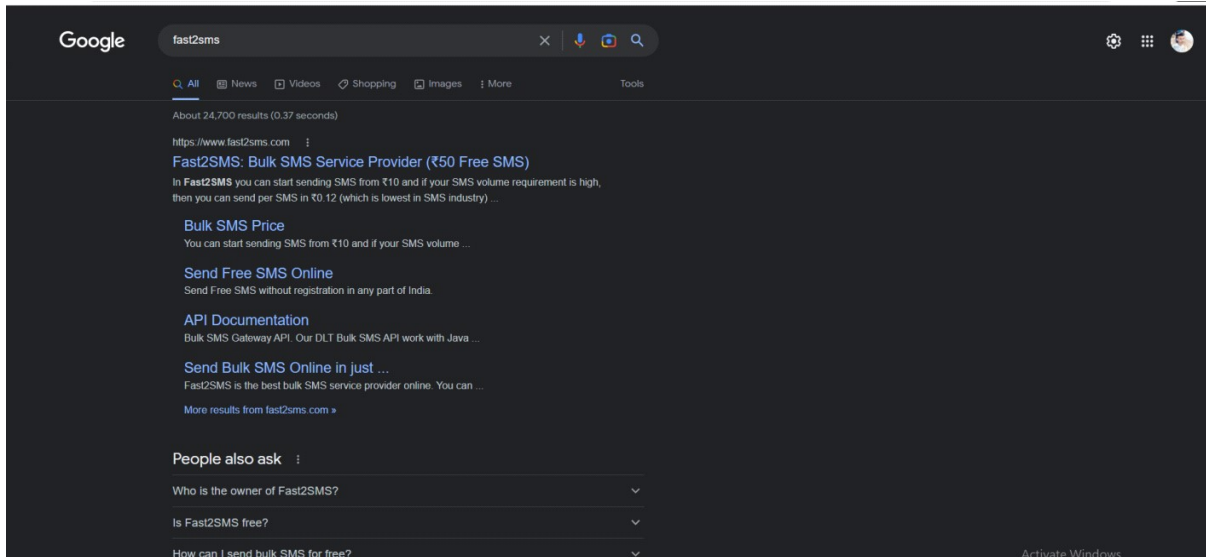 Google
fast2sms
All News Videos Shopping Images More Tools
About 24,700 results (0.37 seconds)
https://www.fast2sms.com
Fast2SMS: Bulk SMS Service Provider (₹50 Free SMS)
In Fast2SMS you can start sending SMS from ₹10 and if your SMS volume requirement is high,
then you can send per SMS in ₹0.12 (which is lowest in SMS industry) ...
Bulk SMS Price
You can start sending SMS from ₹10 and if your SMS volume ...
Send Free SMS Online
Send Free SMS without registration in any part of India.
API Documentation
Bulk SMS Gateway API. Our DLT Bulk SMS API work with Java ...
Send Bulk SMS Online in just ...
Fast2SMS is the best bulk SMS service provider online. You can ...
More results from fast2sms.com »
People also ask
Who is the owner of Fast2SMS?
Is Fast2SMS free?
How can I send bulk SMS for free?
Activate Windows